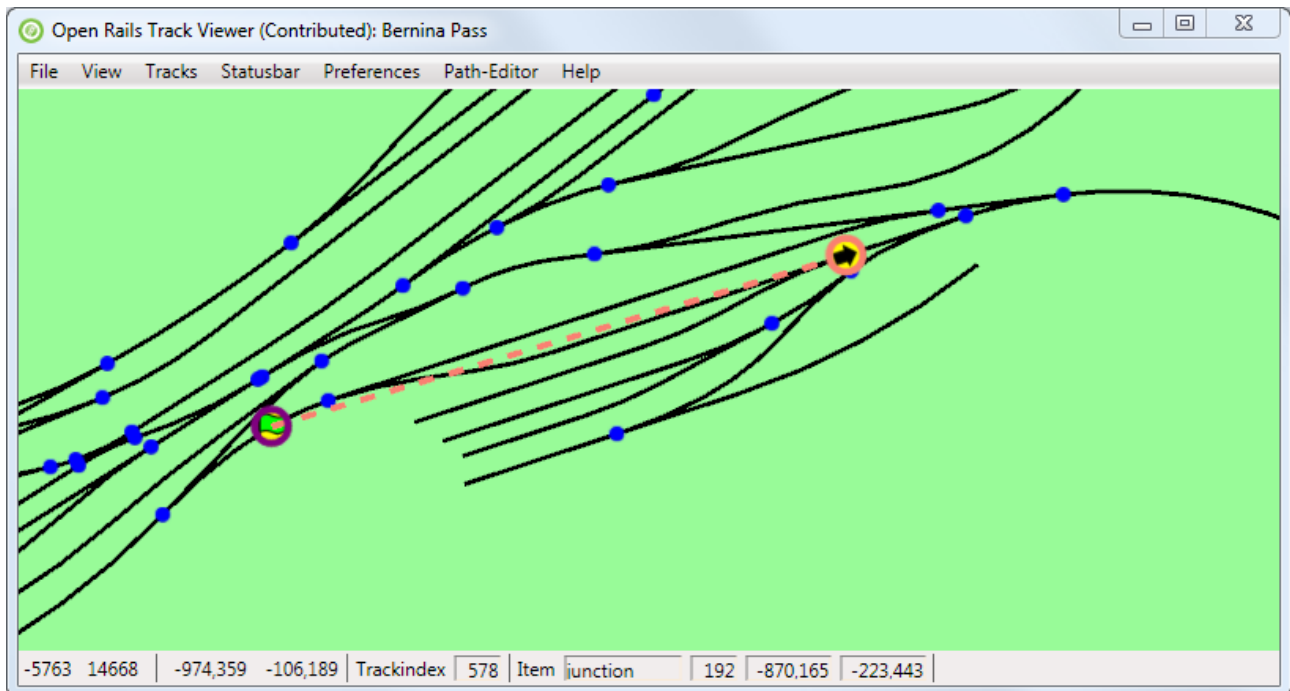 Open Rails Track Viewer (Contributed): Bernina Pass
File View Tracks Statusbar Preferences Path-Editor Help
-5763 14668 -974,359 -106,189 Trackindex 578 Item junction 192 -870,165 -223,443